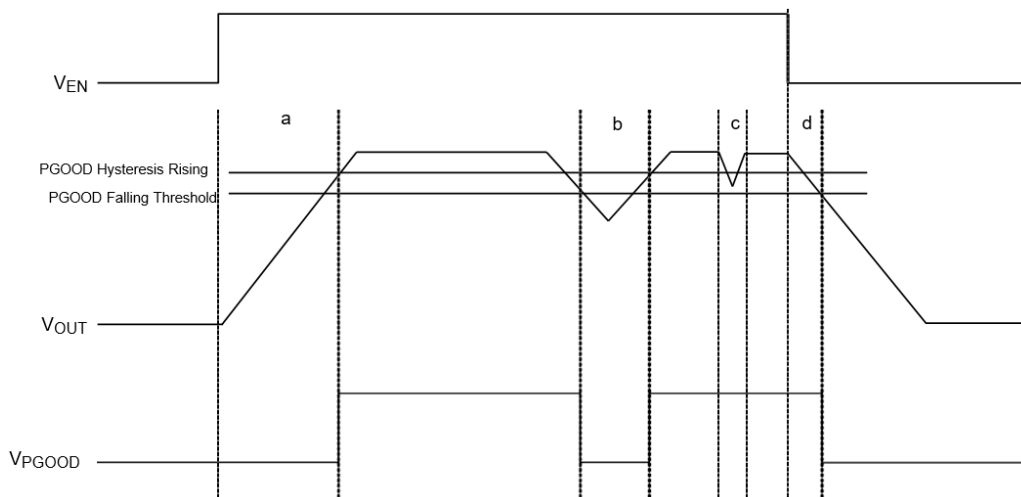 VEN
a
b
c
d
PGOOD Hysteresis Rising
PGOOD Falling Threshold
VOUT
VPGOOD